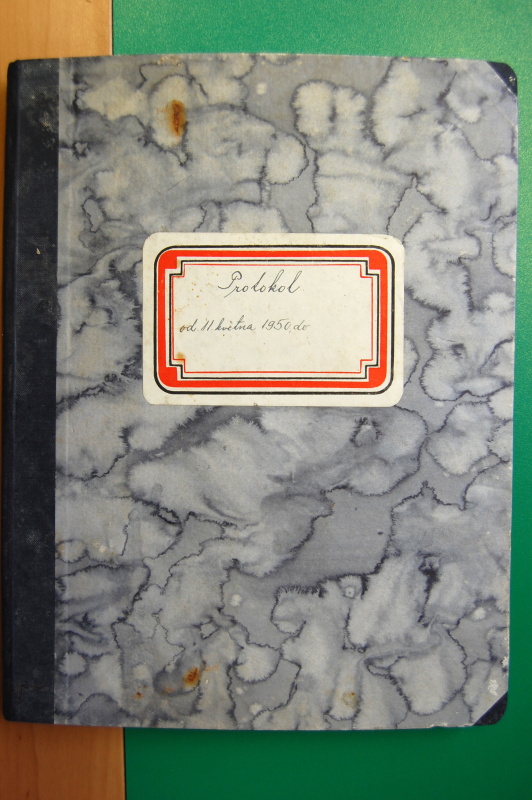 Protokol
od 11. května 1950 do